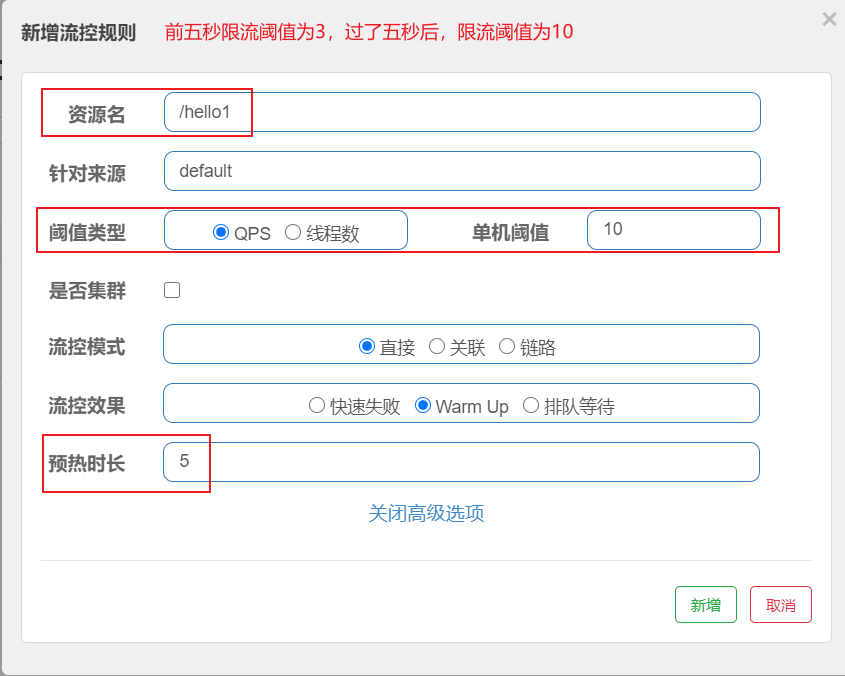 新增流控规则 前五秒限流阈值为3，过了五秒后，限流阈值为10 ×
资源名 /hello1
针对来源 default
阈值类型 QPS 线程数 单机阈值 10
是否集群
流控模式 直接 关联 链路
流控效果 快速失败 Warm Up 排队等待
预热时长 5
关闭高级选项
新增 取消